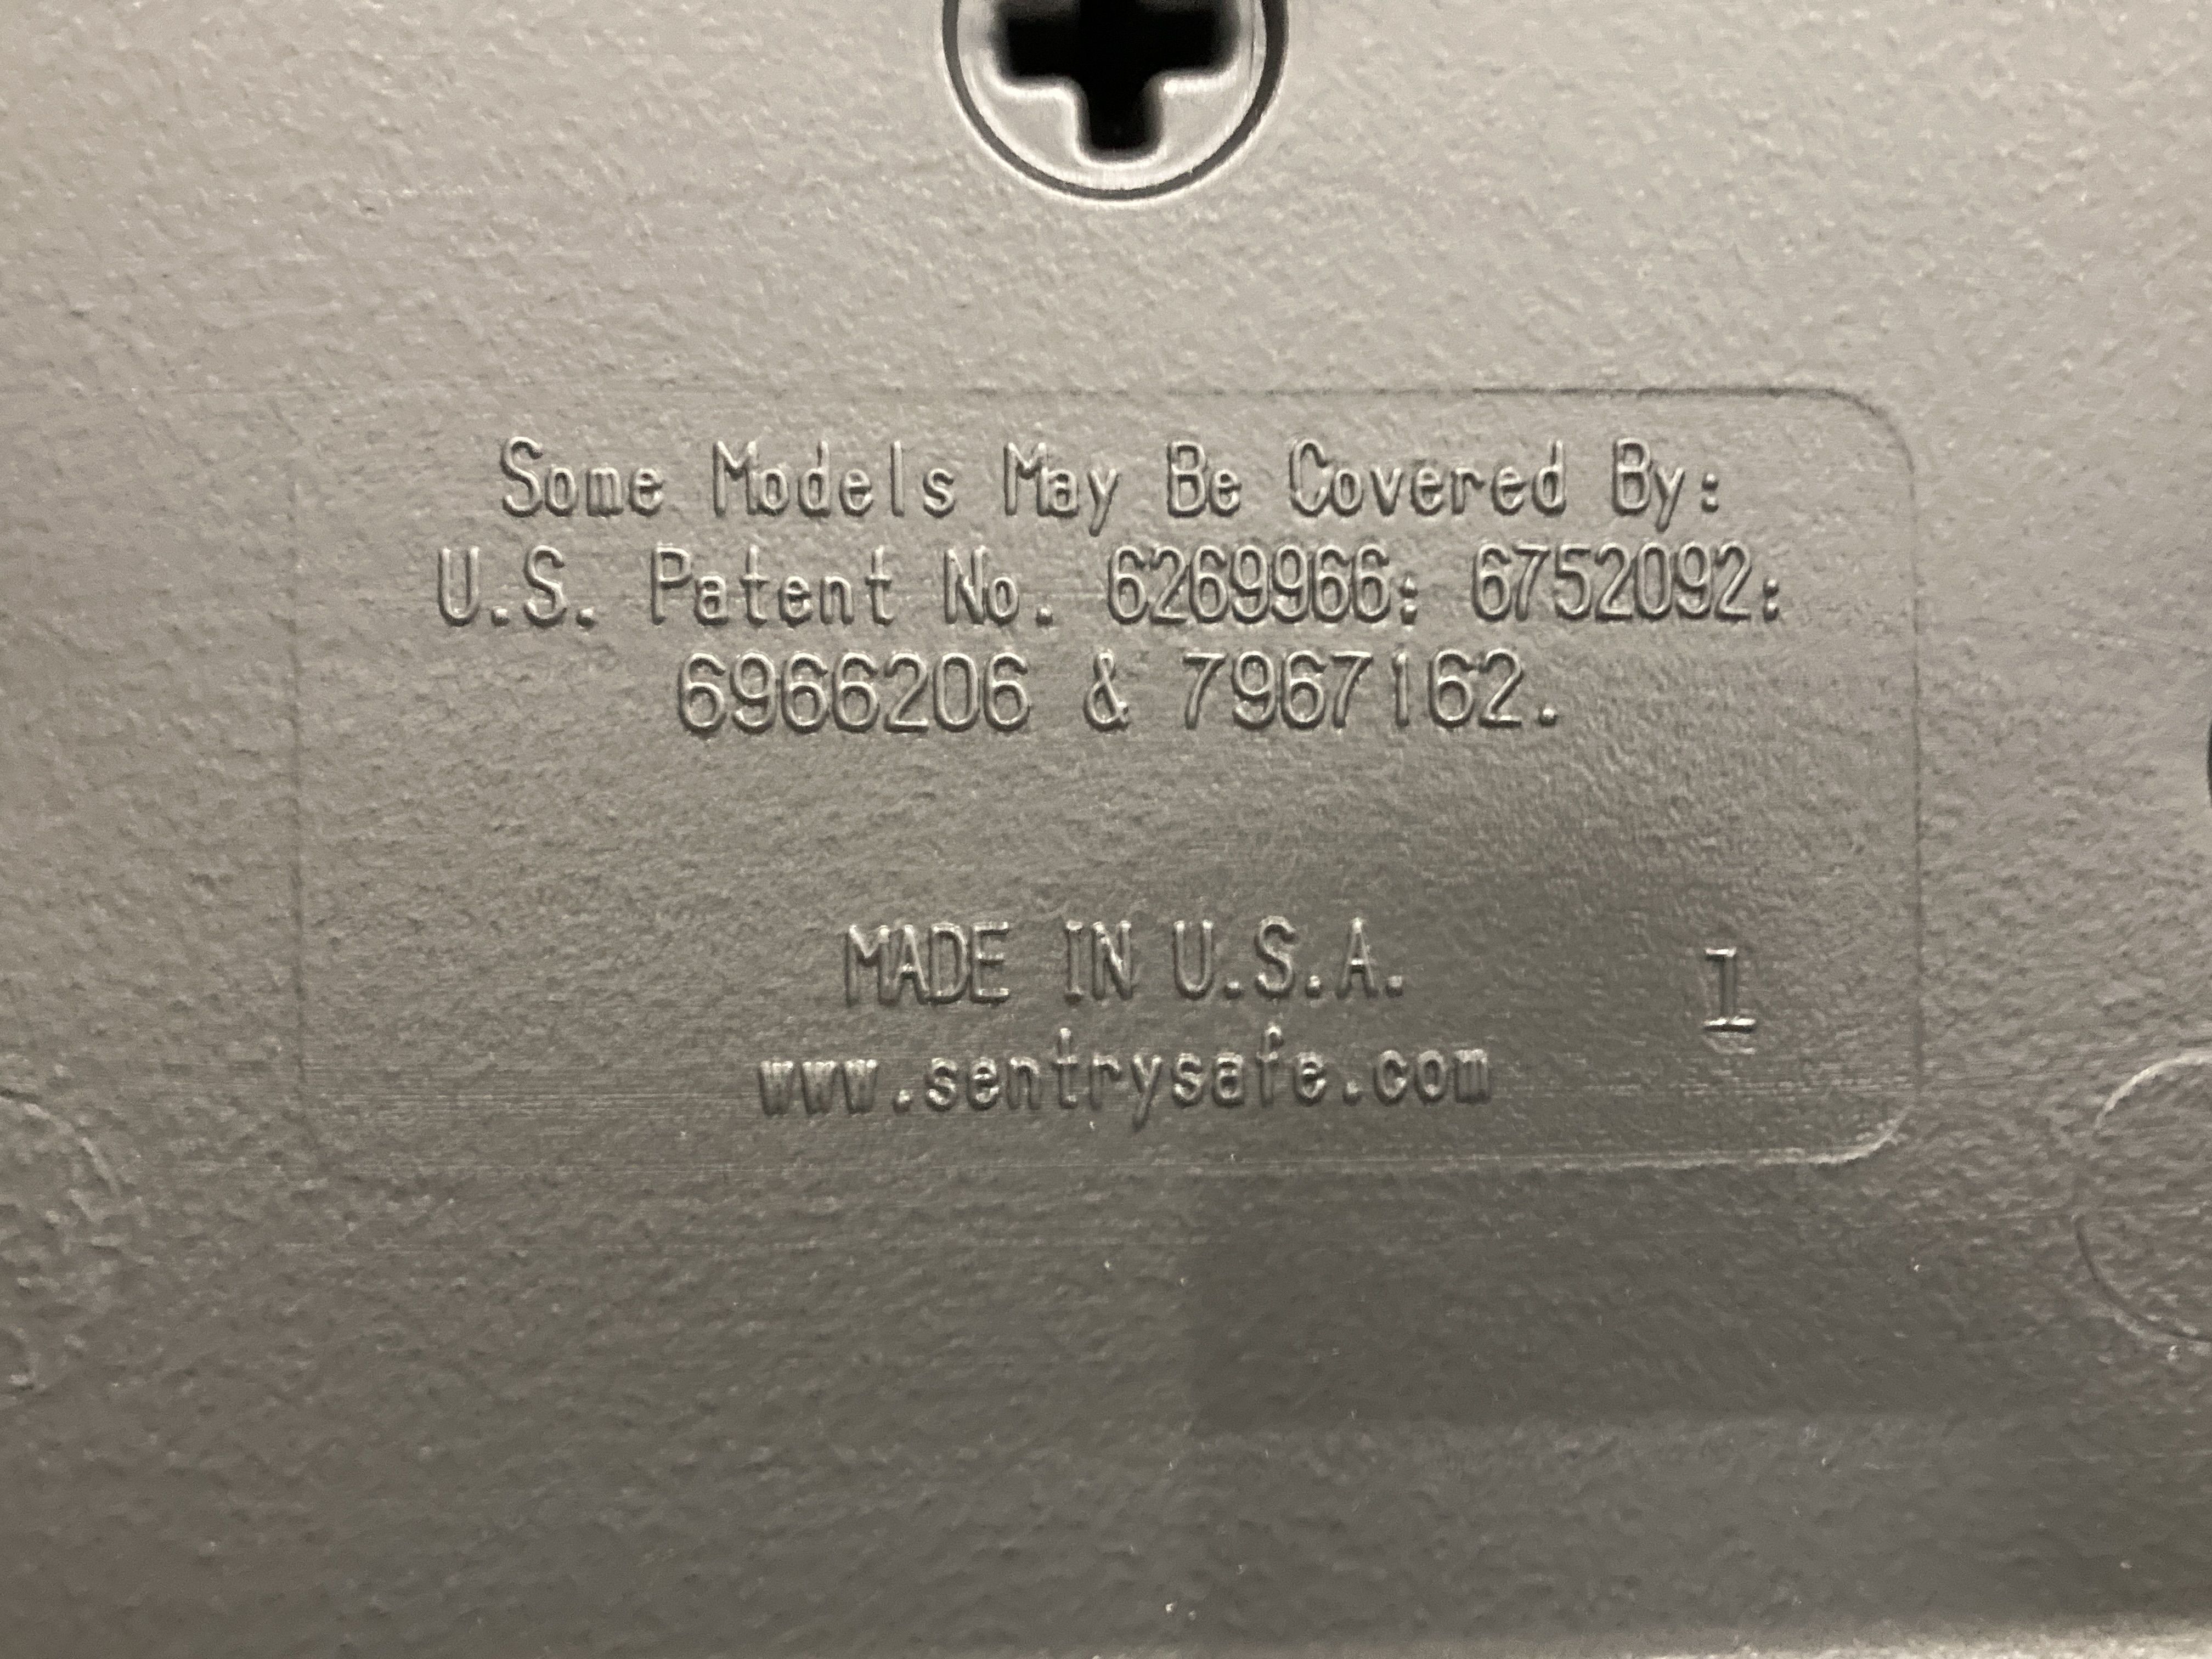 Some Models May Be Covered By:
U.S. Patent No. 6269966; 6752092;
6966206 & 7967162.
MADE IN U.S.A.
1
www.sentrysafe.com